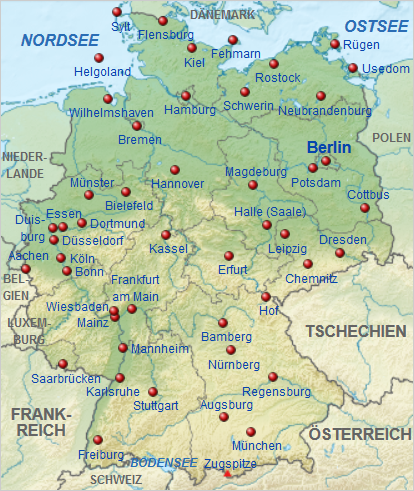 DÄNEMARK
Sylt
Flensburg
NORDSEE
OSTSEE
Kiel
Fehmarn
Rügen
Helgoland
Rostock
Usedom
Wilhelmshaven
Hamburg
Schwerin
Neubrandenburg
Bremen
POLEN
Berlin
NIEDER-
LANDE
Hannover
Magdeburg
Potsdam
Münster
Bielefeld
Cottbus
Essen
Duis-
burg
Dortmund
Halle (Saale)
Düsseldorf
Kassel
Leipzig
Dresden
Aachen
Köln
Bonn
Erfurt
Chemnitz
BEL-
GIEN
Frankfurt
am Main
Wiesbaden
Hof
Mainz
LUXEM-
BURG
TSCHECHIEN
Bamberg
Mannheim
Nürnberg
Saarbrücken
Karlsruhe
Regensburg
Stuttgart
Augsburg
FRANK-
REICH
München
ÖSTERREICH
Freiburg
BODENSEE
Zugspitze
SCHWEIZ